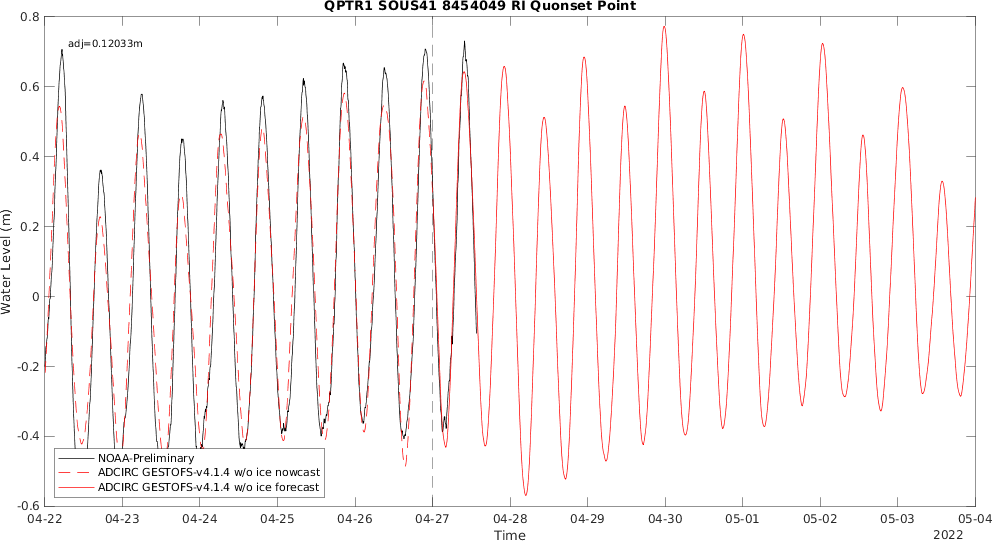 QPTR1 SOUS41 8454049 RI Quonset Point
adj=0.12033m
0.8
0.6
0.4
0.2
0
-0.2
-0.4
-0.6
Water Level (m)
NOAA-Preliminary
ADCIRC GESTOFS-v4.1.4 w/o ice nowcast
ADCIRC GESTOFS-v4.1.4 w/o ice forecast
04-22 04-23 04-24 04-25 04-26 04-27 04-28 04-29 04-30 05-01 05-02 05-03 05-04
Time
2022